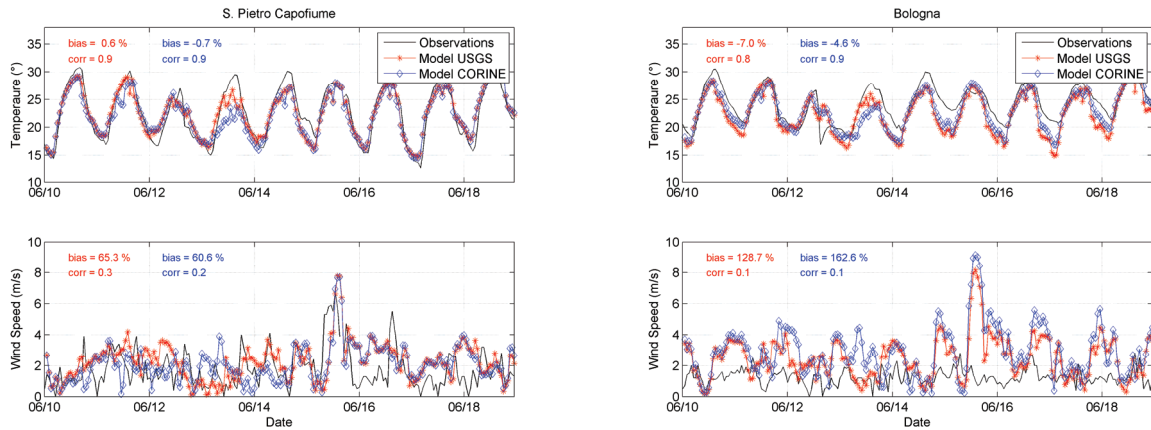 S. Pietro Capofiume
bias = 0.6 %
corr = 0.9
bias = -0.7 %
corr = 0.9
Observations
Model USGS
Model CORINE
Temperaure (°)
35
30
25
20
15
10
06/10
06/12
06/14
06/16
06/18
Bologna
bias = -7.0 %
corr = 0.8
bias = -4.6 %
corr = 0.9
Observations
Model USGS
Model CORINE
Temperaure (°)
35
30
25
20
15
10
06/10
06/12
06/14
06/16
06/18
bias = 65.3 %
corr = 0.3
bias = 60.6 %
corr = 0.2
Wind Speed (m/s)
10
8
6
4
2
0
06/10
06/12
06/14
06/16
06/18
Date
bias = 128.7 %
corr = 0.1
bias = 162.6 %
corr = 0.1
Wind Speed (m/s)
10
8
6
4
2
0
06/10
06/12
06/14
06/16
06/18
Date